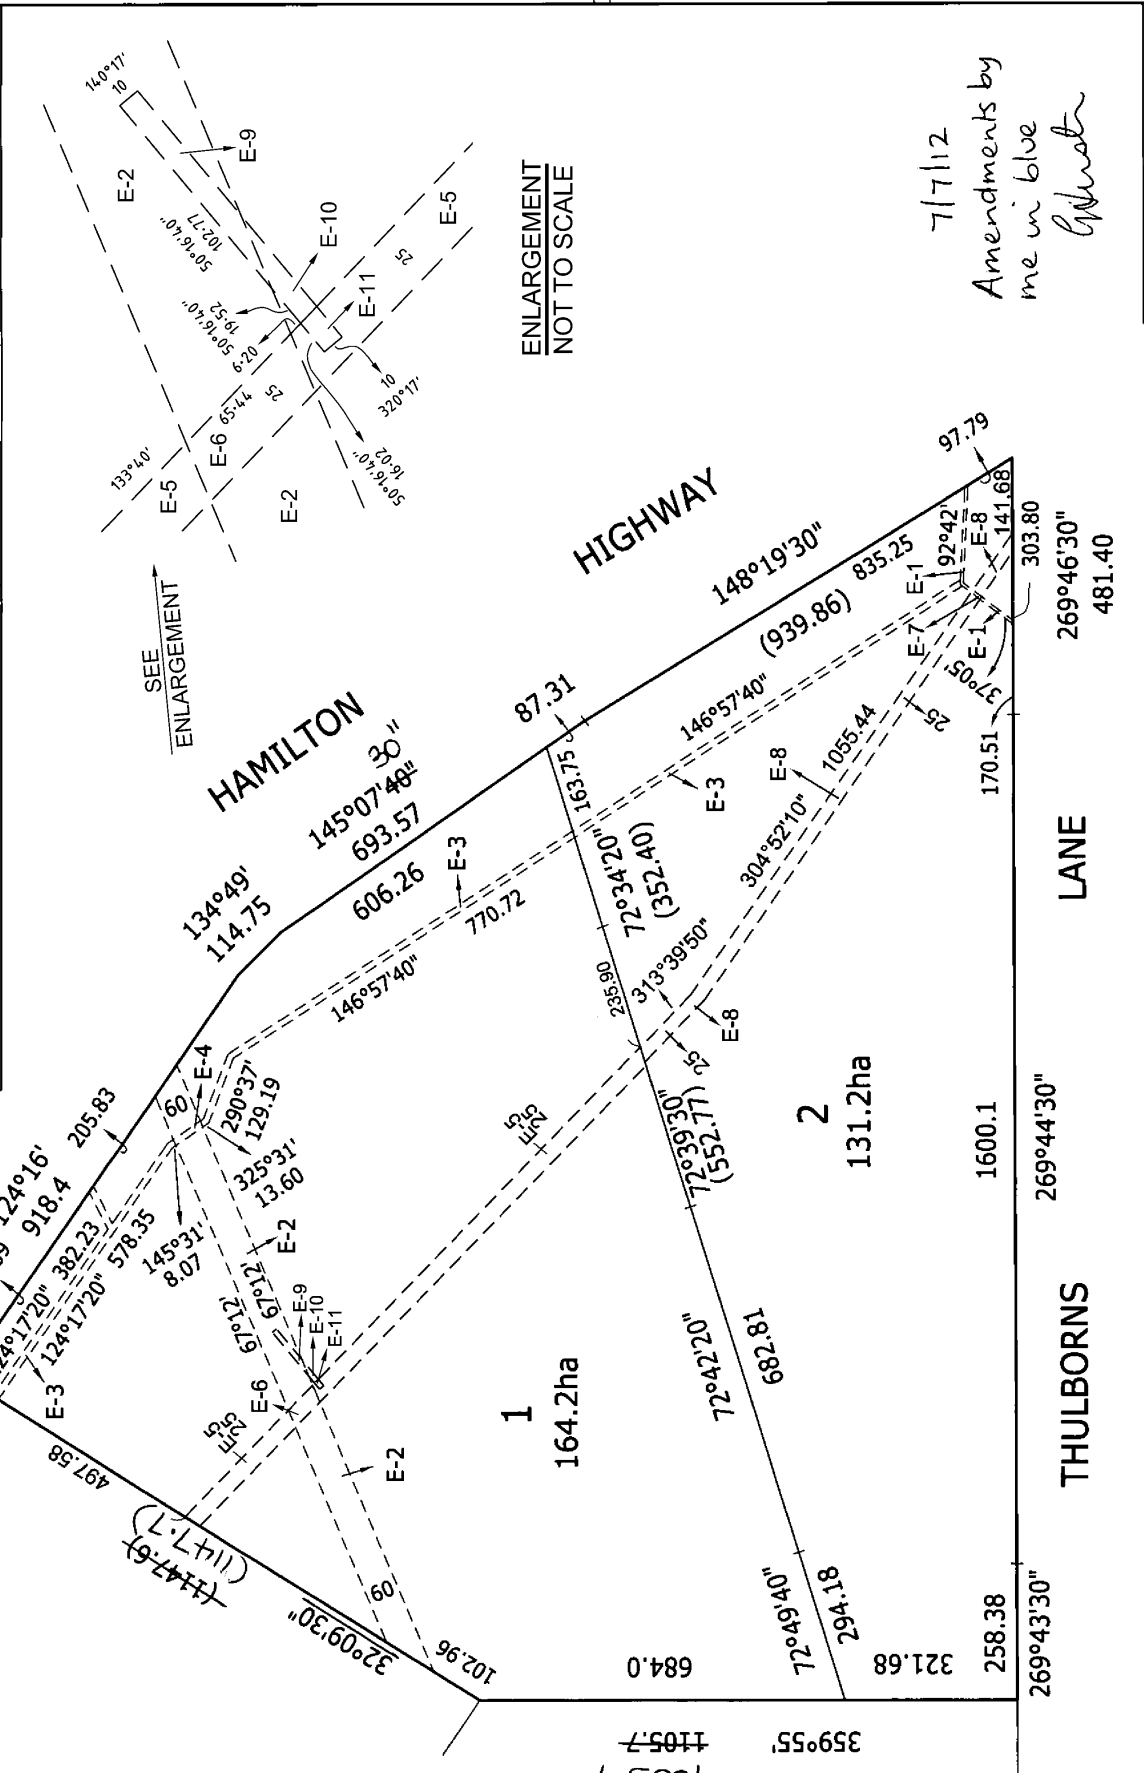 140°17'
10
E-2
E-9
50°16'40"
102.77
E-10
E-5
25
50°16'40"
19.52
E-11
6.20
25
65.44
10
320°17'
133°40'
E-6
E-5
E-2
50°16'40"
16.02
ENLARGEMENT
NOT TO SCALE
7/7/12
Amendments by
me in blue
SEE
ENLARGEMENT
HAMILTON
HIGHWAY
124°16'
918.4
205.83
134°49'
114.75
30"
145°07'40"
693.57
606.26
87.31
148°19'30"
(939.86)
835.25
97.79
382.23
24°17'20"
124°17'20"
578.35
E-3
60
E-4
290°37'
129.19
325°31'
13.60
145°31'
8.07
146°57'40"
770.72
E-3
163.75
72°34'20"
(352.40)
146°57'40"
E-3
E-1
92°42'
E-8
141.68
303.80
E-7
E-1
37°05'
25
170.51
269°46'30"
481.40
E-8
1055.44
304°52'10"
313°39'50"
235.90
E-8
25
72°39'30"
(552.77)
E-5
25
E-2
67°12'
67°12'
E-9
E-10
E-11
E-6
E-5
25
E-2
60
497.58
(1147.6)
(1147.7)
32°09'30"
102.96
1
164.2ha
2
131.2ha
72°42'20"
682.81
72°49'40"
294.18
684.0
321.68
359°55'
1105.7
258.38
269°43'30"
1600.1
269°44'30"
THULBORNS
LANE